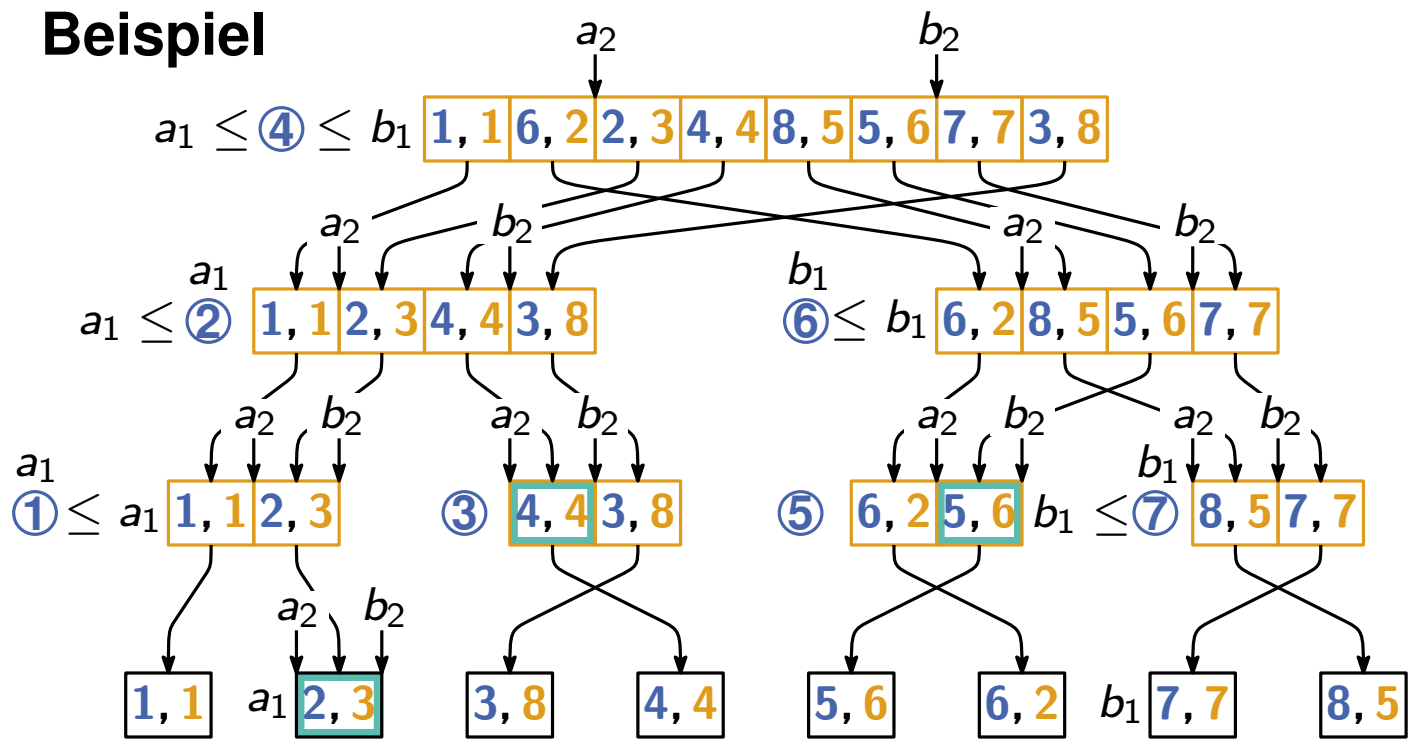 Beispiel
a₂ b₂
a₁ ≤ ④ ≤ b₁ 1, 1 6, 2 2, 3 4, 4 8, 5 5, 6 7, 7 3, 8
a₂ b₂ a₂ b₂
a₁ b₁
a₁ ≤ ② 1, 1 2, 3 4, 4 3, 8 ⑥ ≤ b₁ 6, 2 8, 5 5, 6 7, 7
a₂ b₂ a₂ b₂ a₂ b₂ a₂ b₂
a₁ b₁
① ≤ a₁ 1, 1 2, 3 ③ 4, 4 3, 8 ⑤ 6, 2 5, 6 b₁ ≤ ⑦ 8, 5 7, 7
a₂ b₂
1, 1 a₁ 2, 3 3, 8 4, 4 5, 6 6, 2 b₁ 7, 7 8, 5